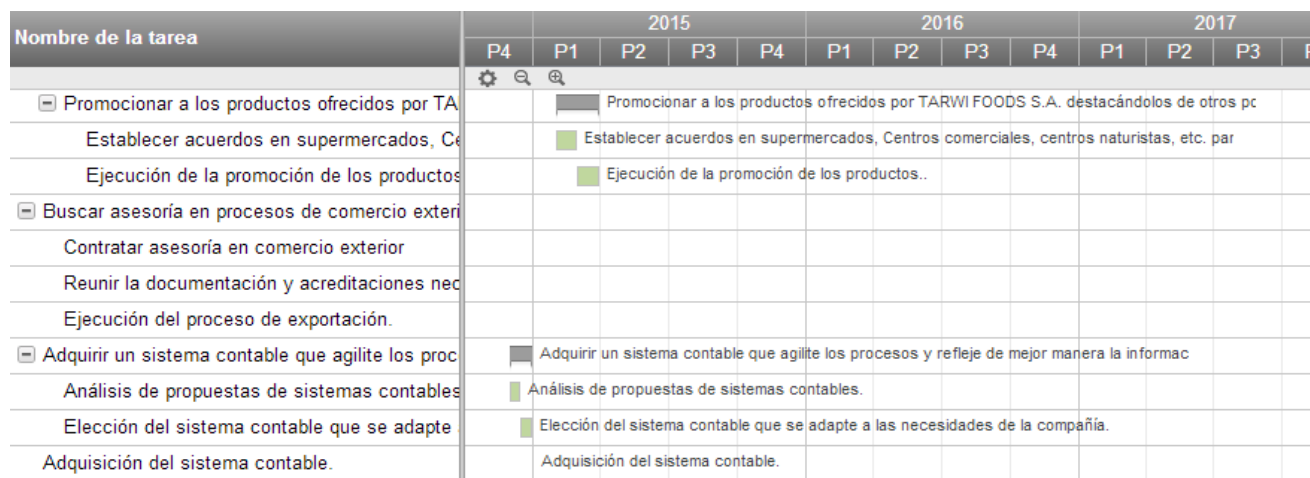 Nombre de la tarea
2015 2016 2017
P4 P1 P2 P3 P4 P1 P2 P3 P4 P1 P2 P3
Promocionar a los productos ofrecidos por TA Promocionar a los productos ofrecidos por TARWI FOODS S.A. destacándolos de otros
Establecer acuerdos en supermercados, Ce Establecer acuerdos en supermercados, Centros comerciales, centros naturistas, etc. par
Ejecución de la promoción de los productos Ejecución de la promoción de los productos..
Buscar asesoría en procesos de comercio exteri
Contratar asesoría en comercio exterior
Reunir la documentación y acreditaciones nec
Ejecución del proceso de exportación.
Adquirir un sistema contable que agilite los proc Adquirir un sistema contable que agilite los procesos y refleje de mejor manera la informac
Análisis de propuestas de sistemas contables Análisis de propuestas de sistemas contables.
Elección del sistema contable que se adapte Elección del sistema contable que se adapte a las necesidades de la compañía.
Adquisición del sistema contable. Adquisición del sistema contable.